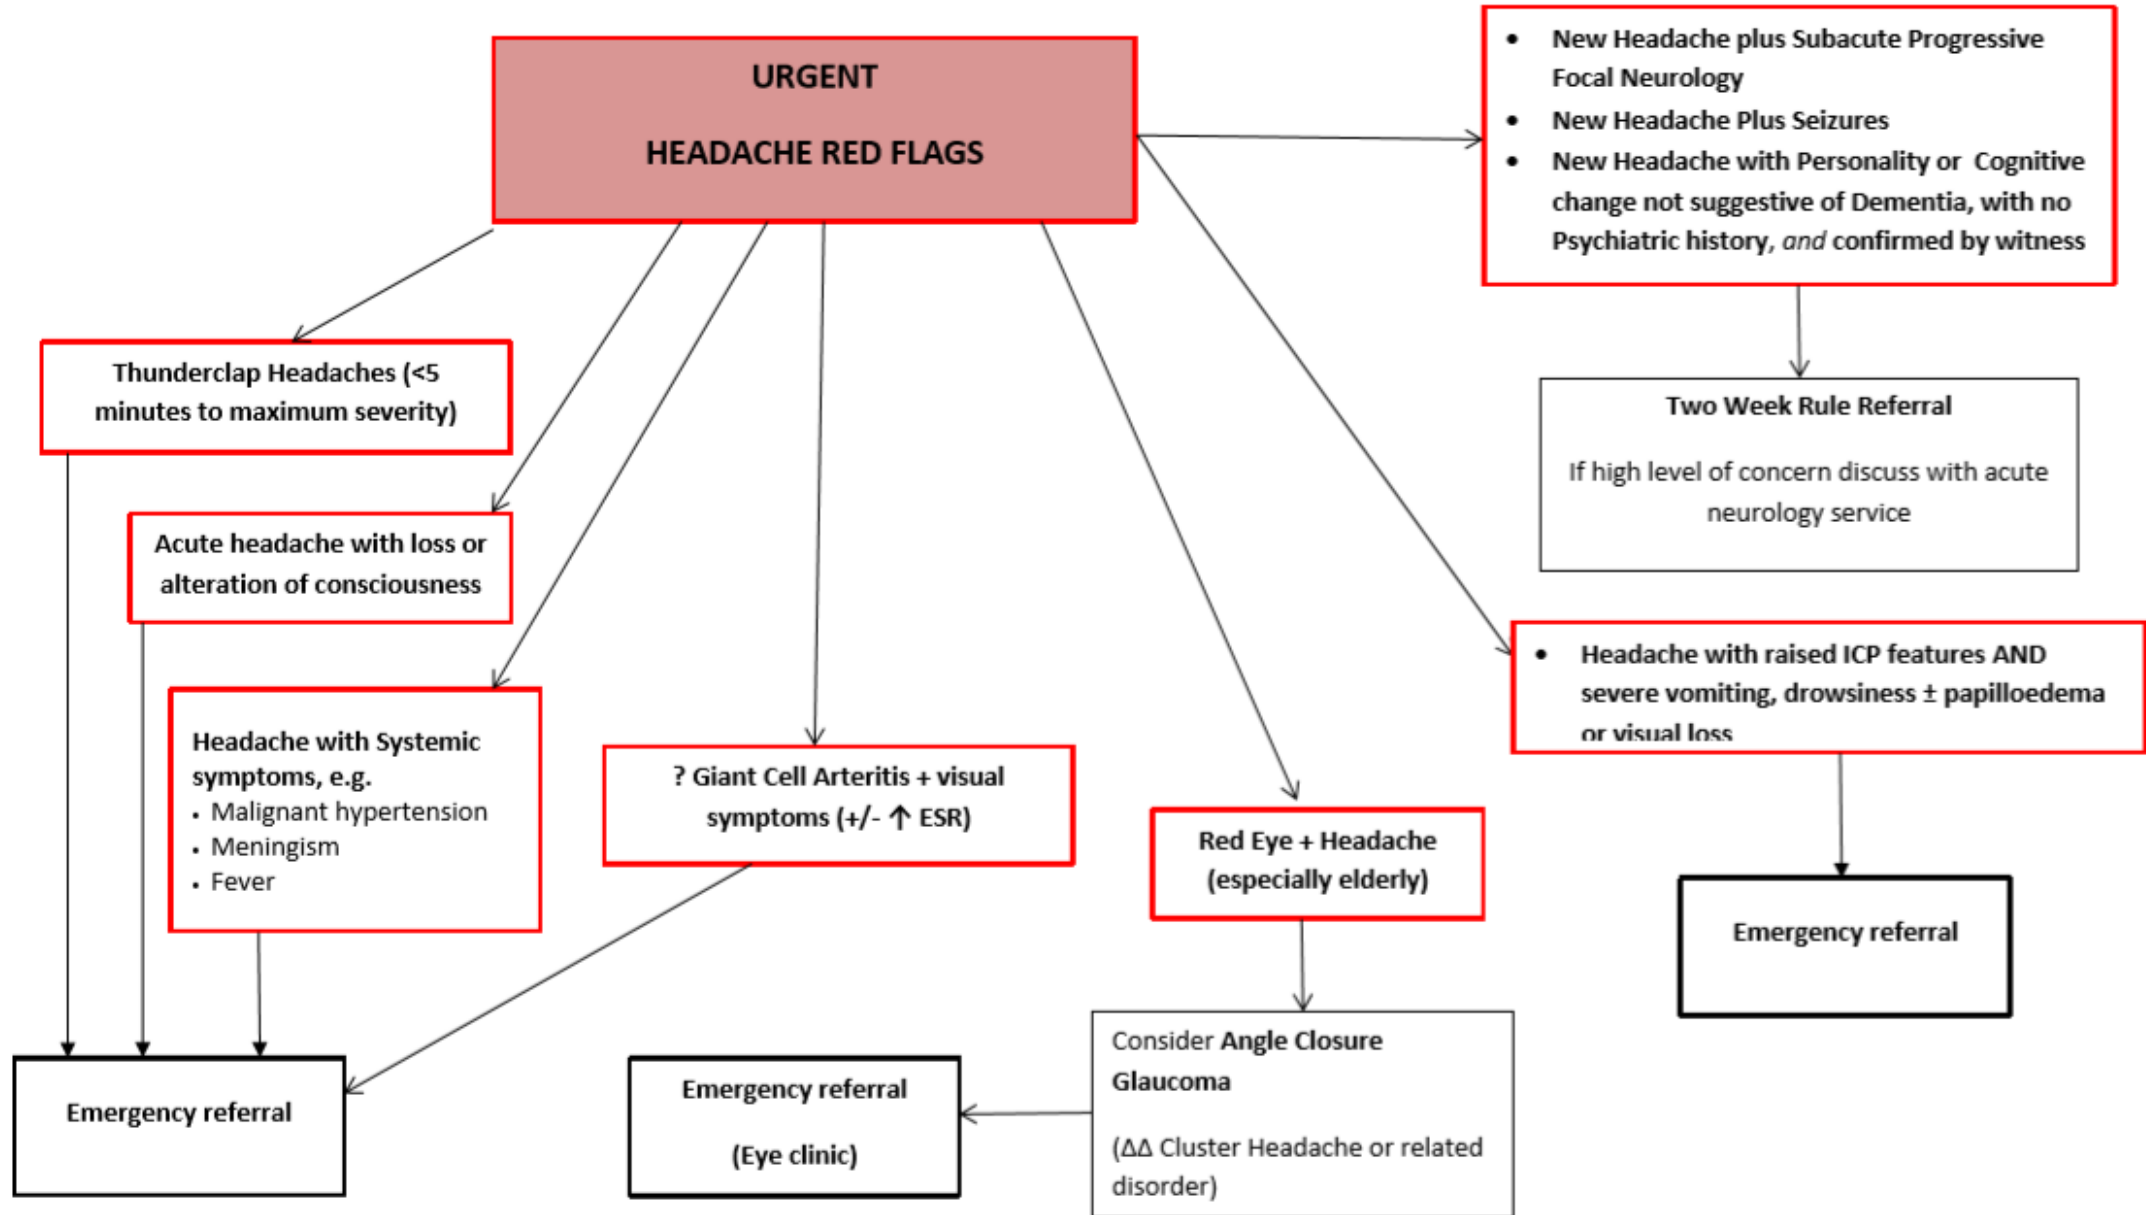 URGENT
HEADACHE RED FLAGS
• New Headache plus Subacute Progressive
Focal Neurology
• New Headache Plus Seizures
• New Headache with Personality or Cognitive
change not suggestive of Dementia, with no
Psychiatric history, and confirmed by witness
Thunderclap Headaches (<5
minutes to maximum severity)
Two Week Rule Referral
If high level of concern discuss with acute
neurology service
Acute headache with loss or
alteration of consciousness
• Headache with raised ICP features AND
severe vomiting, drowsiness ± papilloedema
or visual loss
Headache with Systemic
symptoms, e.g.
• Malignant hypertension
• Meningism
• Fever
? Giant Cell Arteritis + visual
symptoms (+/- ↑ ESR)
Red Eye + Headache
(especially elderly)
Emergency referral
Emergency referral
Emergency referral
(Eye clinic)
Consider Angle Closure
Glaucoma
(ΔΔ Cluster Headache or related
disorder)